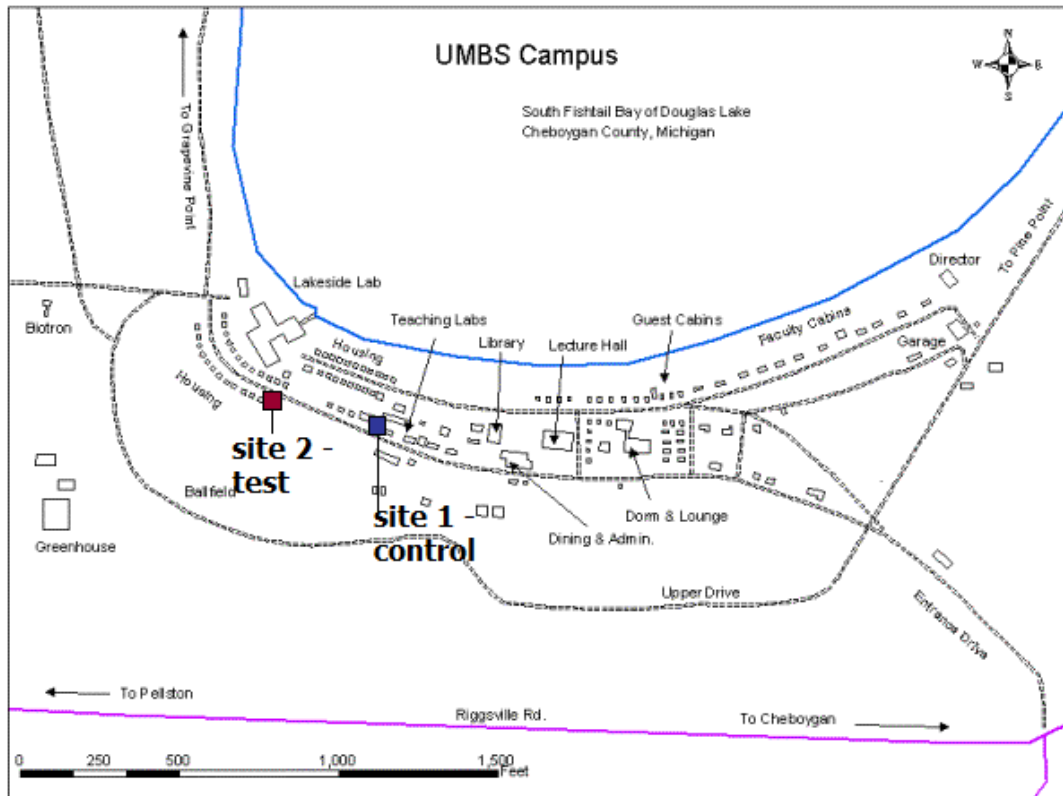 UMBS Campus
N
W
B
S
South Fishtail Bay of Douglas Lake
Cheboygan County, Michigan
To Grapevine Point
To Pine Point
Director
Lakeside Lab
Biotron
Teaching Labs
Guest Cabins
Faculty Cabins
Housing
Library
Lecture Hall
Garage
Housing
site 2 -
test
Ballfield
site 1 -
control
Dorm & Lounge
Dining & Admin.
Greenhouse
Upper Drive
Entrance Drive
To Pellston
Riggsville Rd.
To Cheboygan
0 250 500 1,000 1,500
Feet